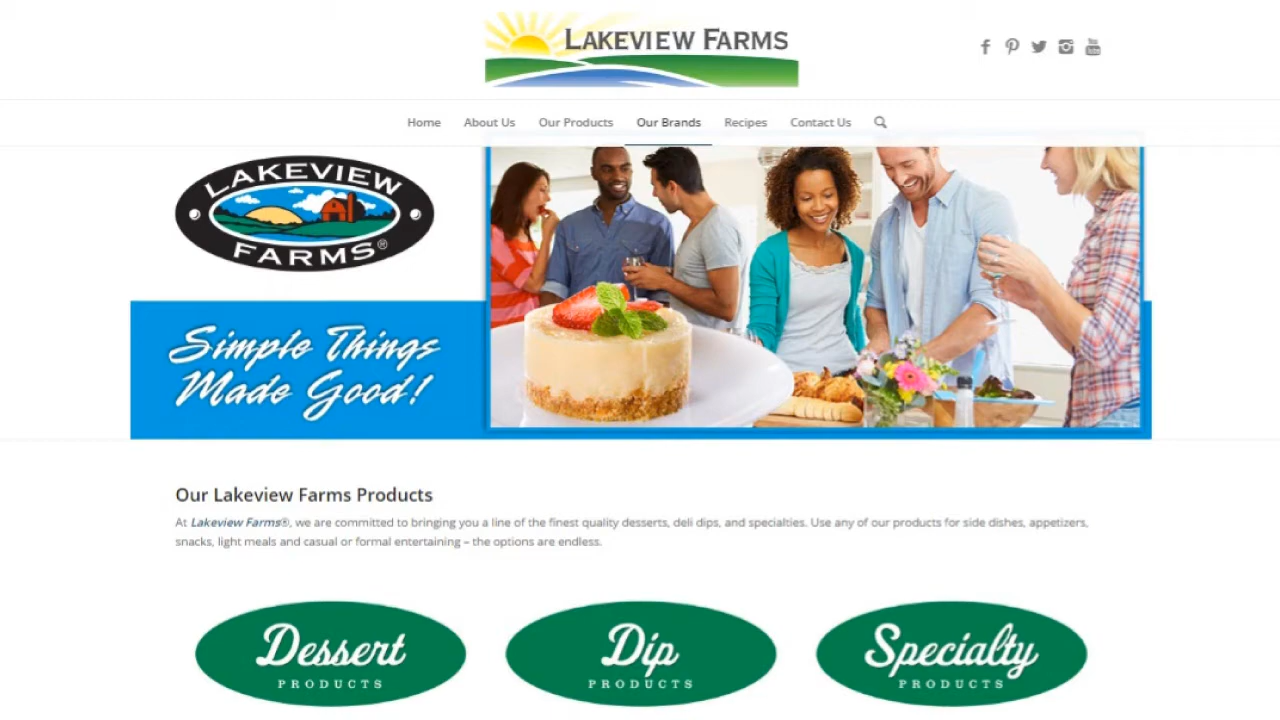 LAKEVIEW FARMS
Home About Us Our Products Our Brands Recipes Contact Us
LAKEVIEW
FARMS®
Simple Things
Made Good!
Our Lakeview Farms Products
At Lakeview Farms®, we are committed to bringing you a line of the finest quality desserts, deli dips, and specialties. Use any of our products for side dishes, appetizers,
snacks, light meals and casual or formal entertaining – the options are endless.
Dessert Dip Specialty
PRODUCTS PRODUCTS PRODUCTS